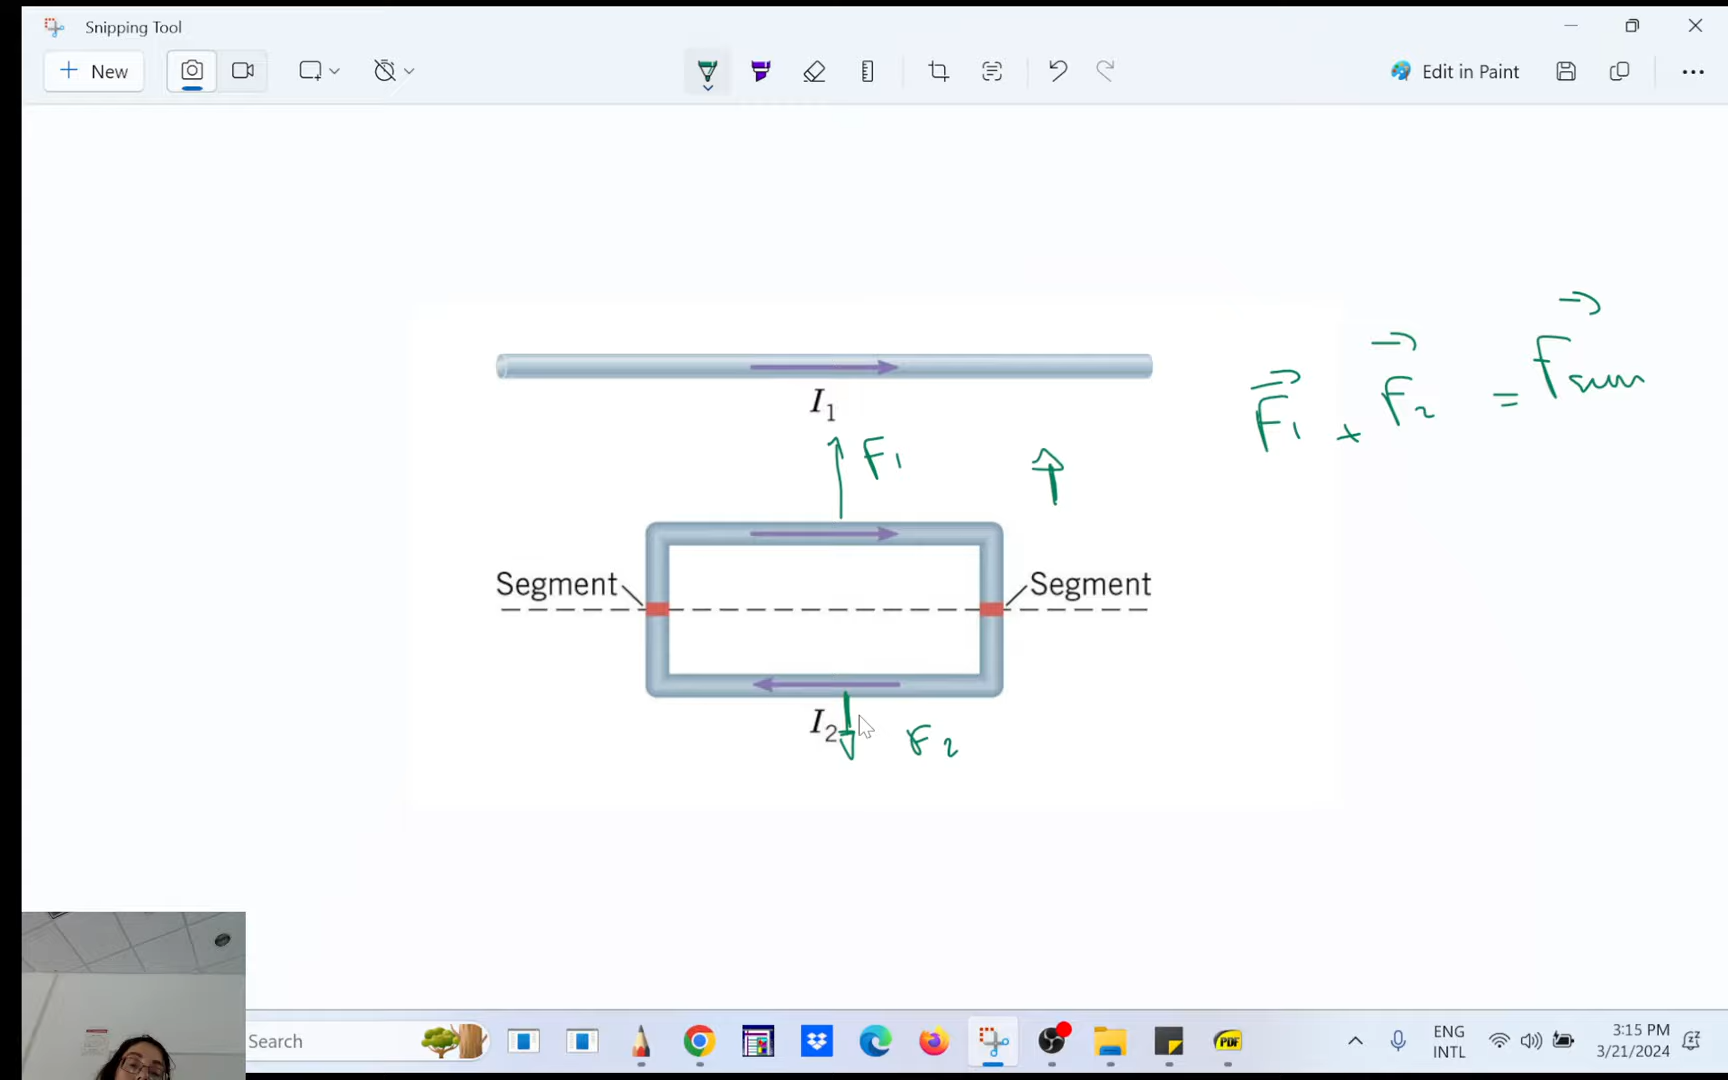 Snipping Tool
New
Edit in Paint
I₁
F₁
F₁ + F₂ = Fsum
Segment
Segment
I₂
F₂
Search
PDF
ENG
INTL
3:15 PM
3/21/2024